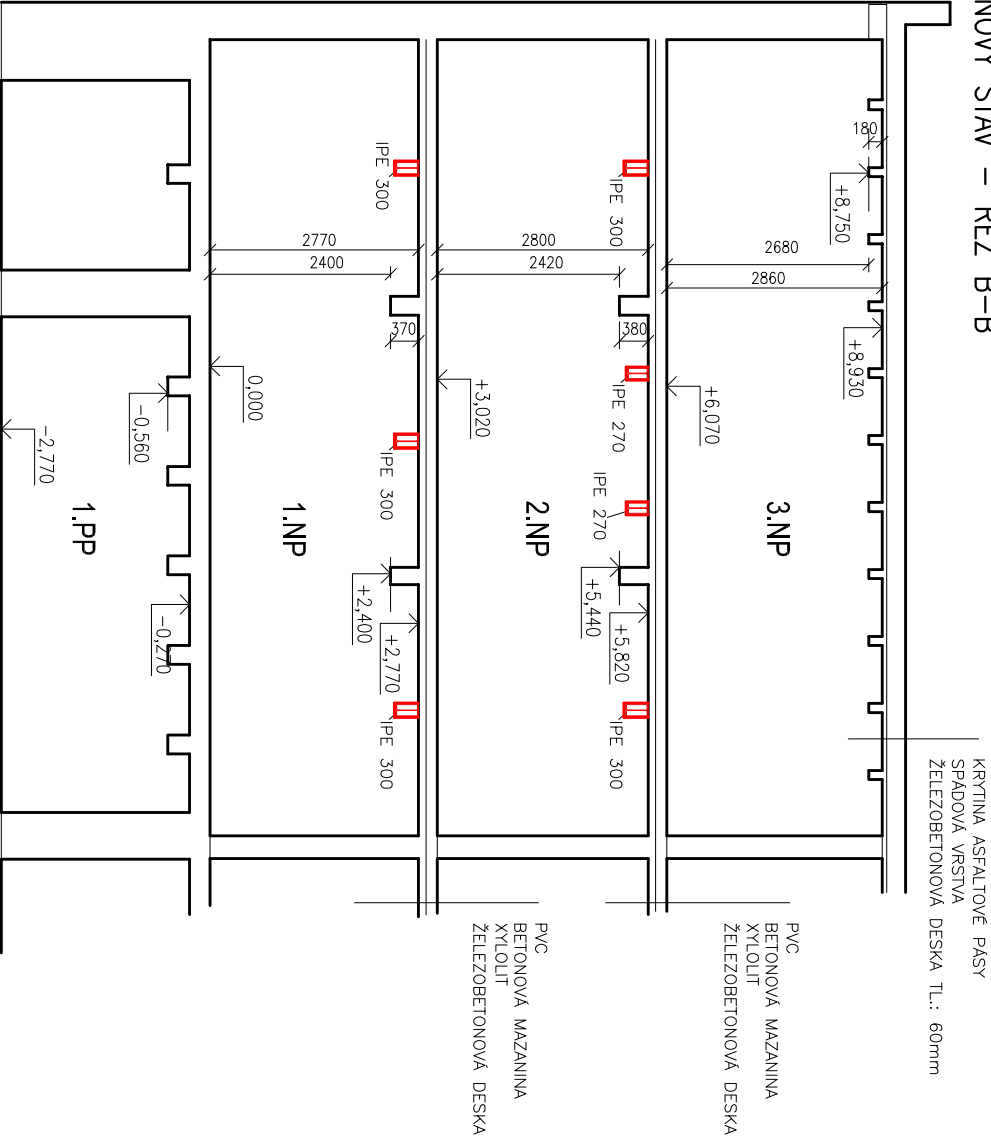 NOVY STAV – REZ B–B
KRYTINA ASFALTOVÉ PÁSY
SPÁDOVÁ VRSTVA
ŽELEZOBETONOVÁ DESKA TL.: 60mm
180
+8,750
+8,930
2680
2860
+6,070
3.NP
PVC
BETONOVÁ MAZANINA
XYLOLIT
ŽELEZOBETONOVÁ DESKA
IPE 300
IPE 270
IPE 270
IPE 300
380
+5,820
+5,440
2800
2420
+3,020
2.NP
PVC
BETONOVÁ MAZANINA
XYLOLIT
ŽELEZOBETONOVÁ DESKA
IPE 300
IPE 300
IPE 300
370
+2,770
+2,400
2770
2400
0,000
1.NP
-0,270
-0,560
1.PP
-2,770